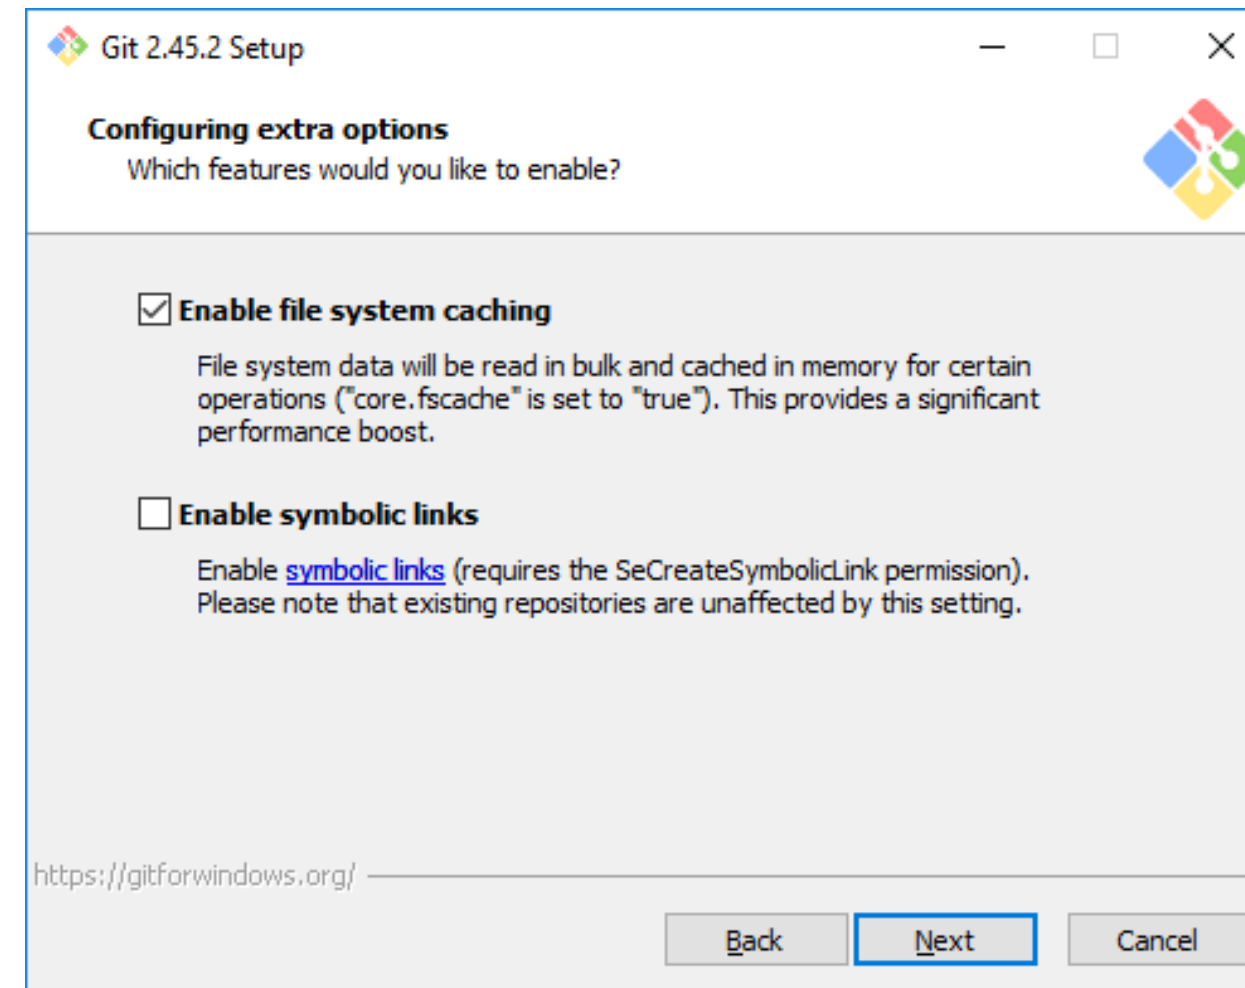 Git 2.45.2 Setup
Configuring extra options
Which features would you like to enable?
Enable file system caching
File system data will be read in bulk and cached in memory for certain
operations ("core.fscache" is set to "true"). This provides a significant
performance boost.
Enable symbolic links
Enable symbolic links (requires the SeCreateSymbolicLink permission).
Please note that existing repositories are unaffected by this setting.
https://gitforwindows.org/
Back Next Cancel